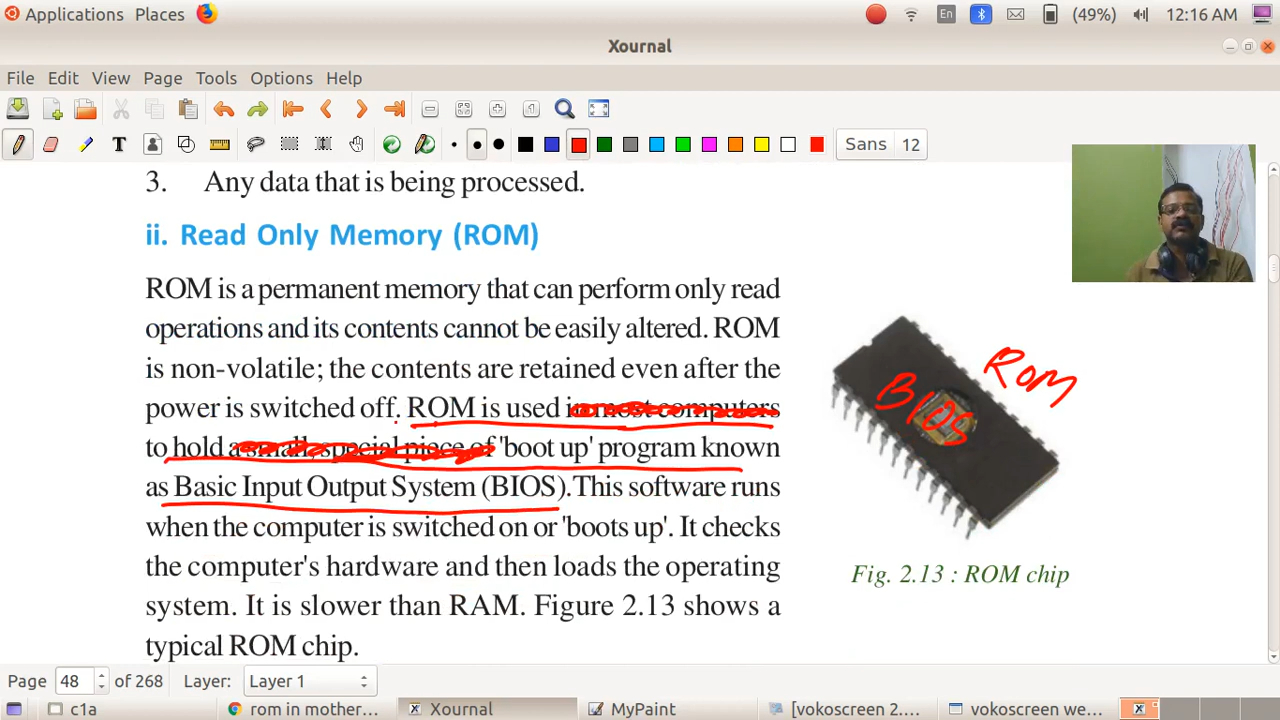 Applications Places En (49%) 12:16 AM
Xournal
File Edit View Page Tools Options Help
T Sans 12
3. Any data that is being processed.
ii. Read Only Memory (ROM)
ROM is a permanent memory that can perform only read
operations and its contents cannot be easily altered. ROM
is non-volatile; the contents are retained even after the
power is switched off. ROM is used in most computers
to hold a small, special piece of 'boot up' program known
as Basic Input Output System (BIOS).This software runs
when the computer is switched on or 'boots up'. It checks
the computer's hardware and then loads the operating
system. It is slower than RAM. Figure 2.13 shows a
typical ROM chip.
ROM
BIOS
Fig. 2.13 : ROM chip
Page 48 of 268 Layer: Layer 1
c1a rom in mother... Xournal MyPaint [vokoscreen 2.... vokoscreen we...